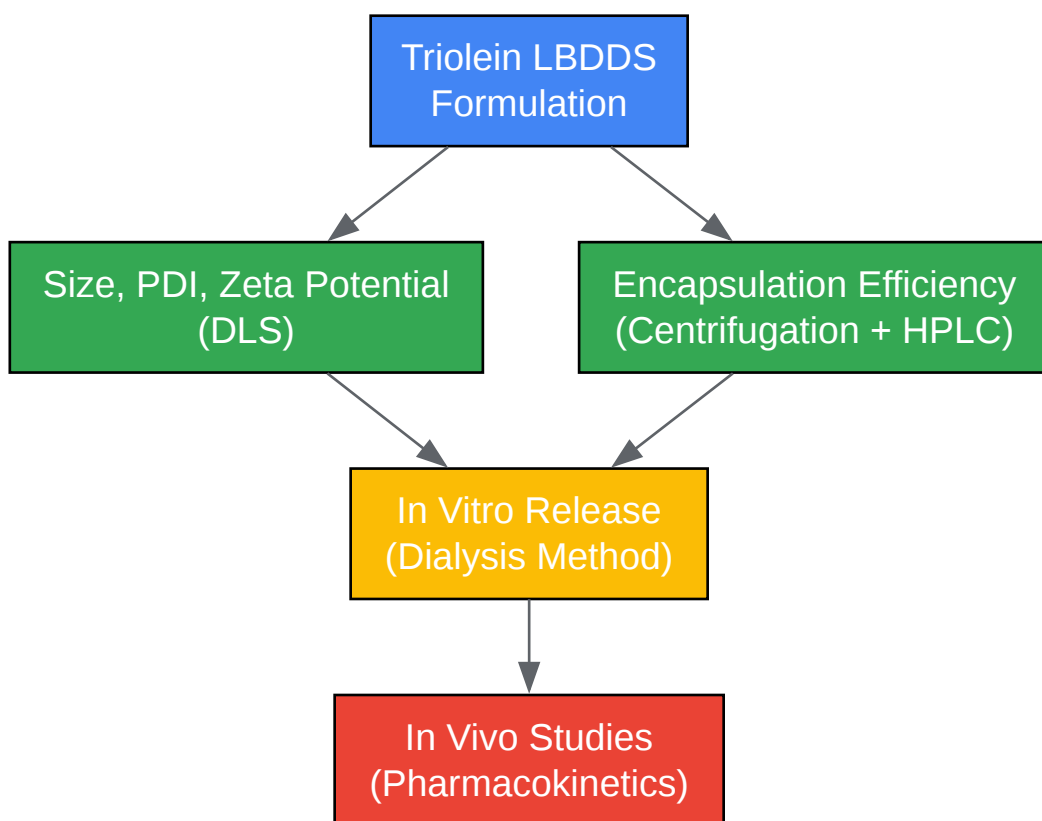 Triolein LBDDS
Formulation
Size, PDI, Zeta Potential
(DLS)
Encapsulation Efficiency
(Centrifugation + HPLC)
In Vitro Release
(Dialysis Method)
In Vivo Studies
(Pharmacokinetics)